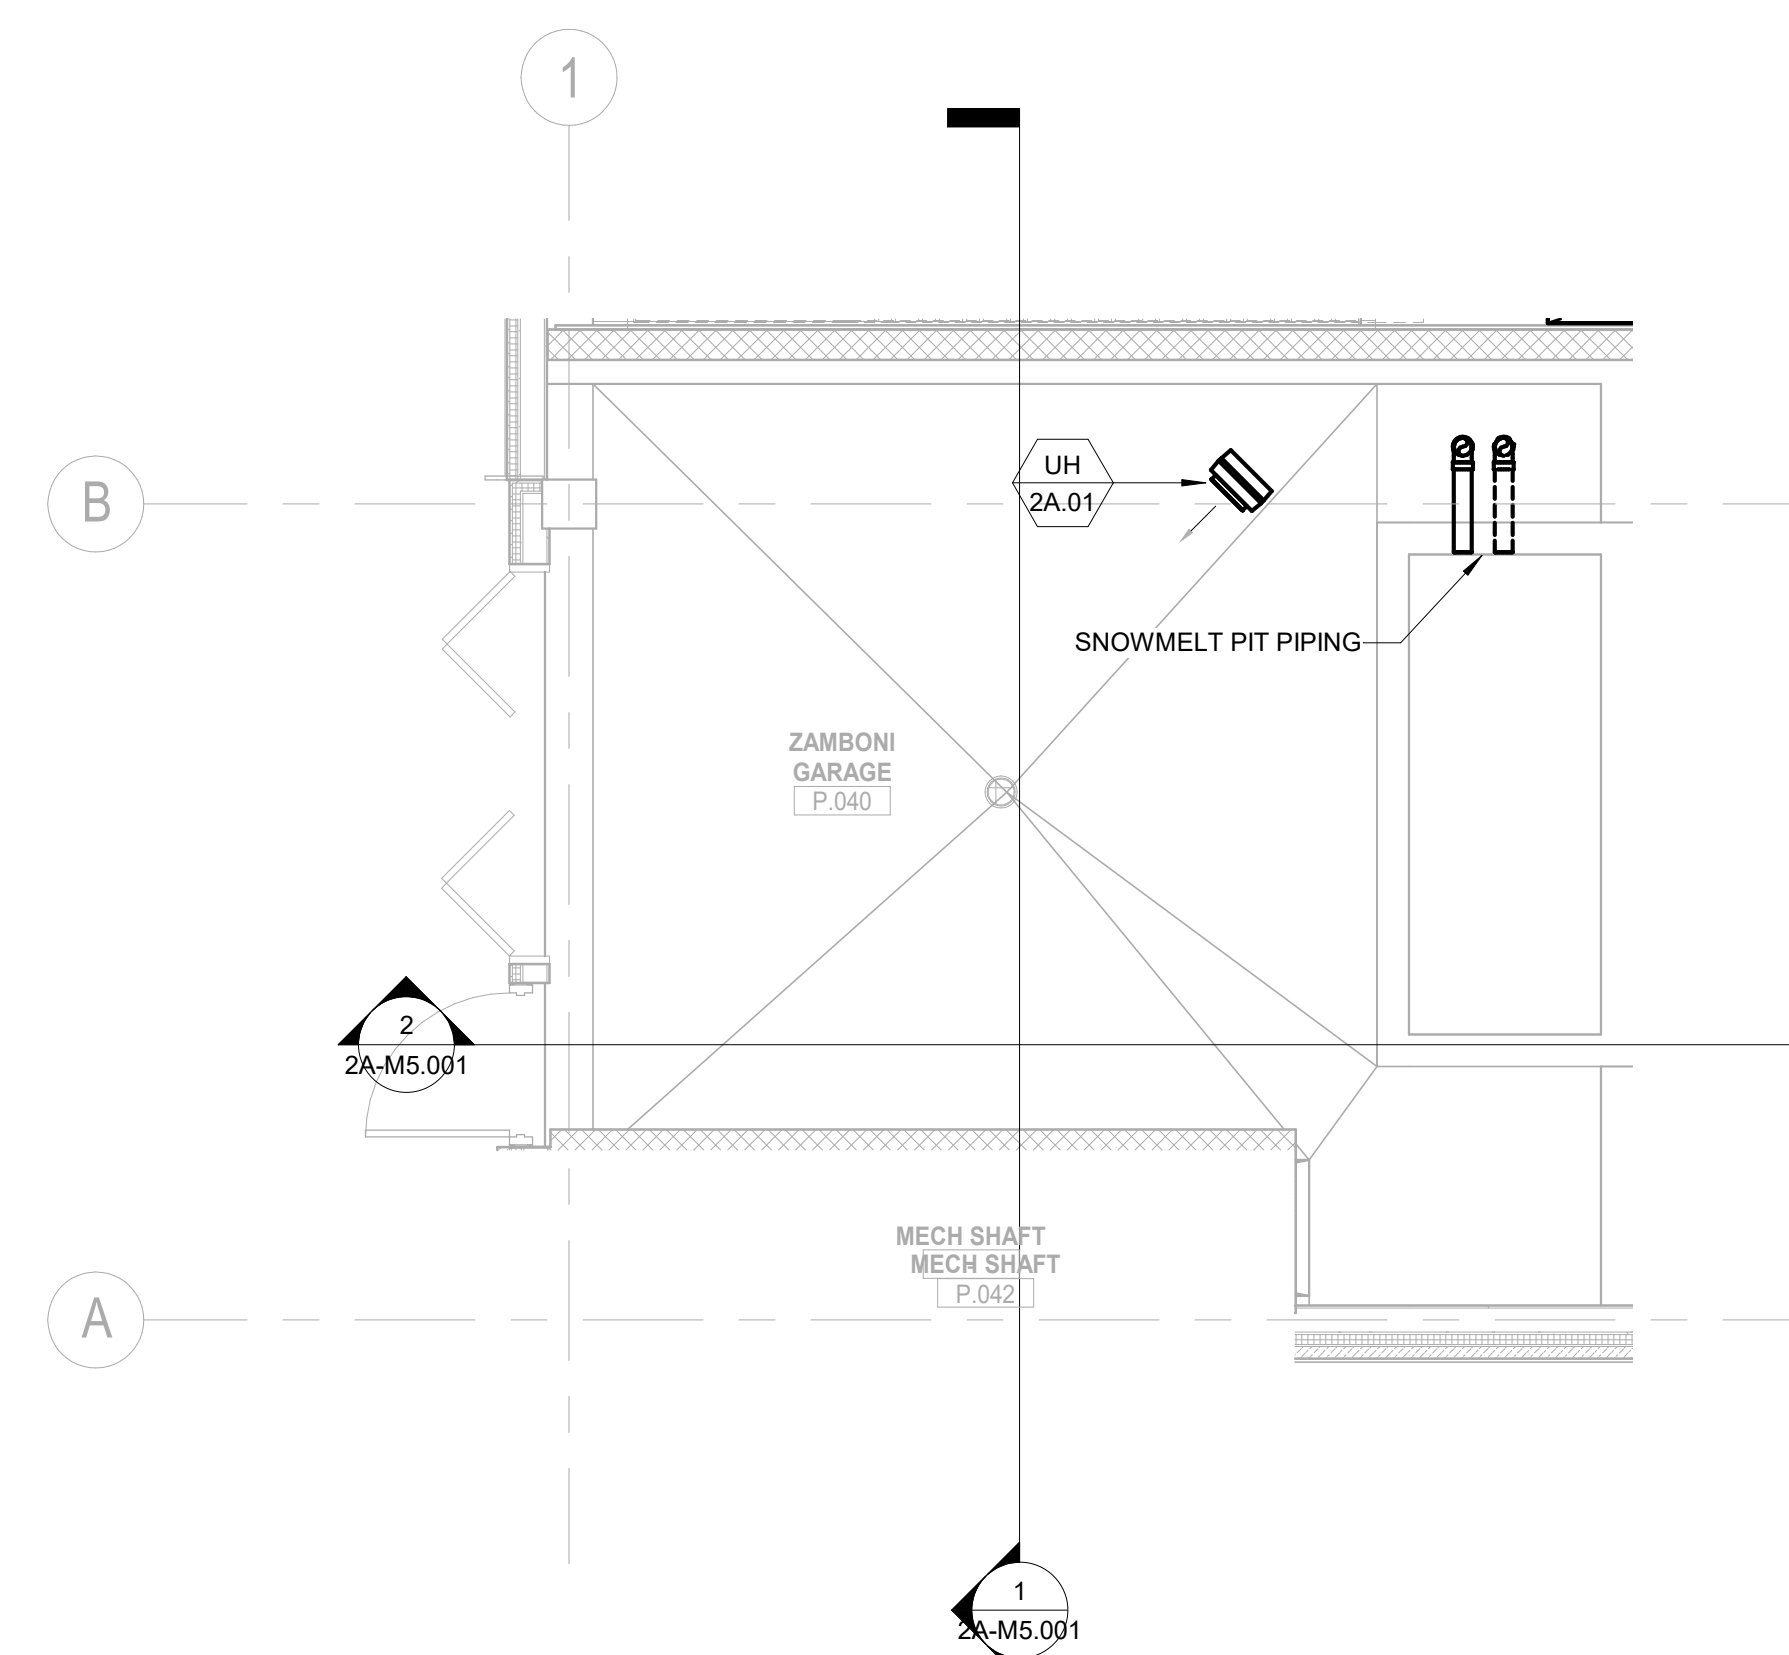 1
B
UH
2A.01
SNOWMELT PIT PIPING
ZAMBONI
GARAGE
P.040
2
2A-M5.001
MECH SHAFT
-
MECH SHAFT
P.042
A
1
2A-M5.001